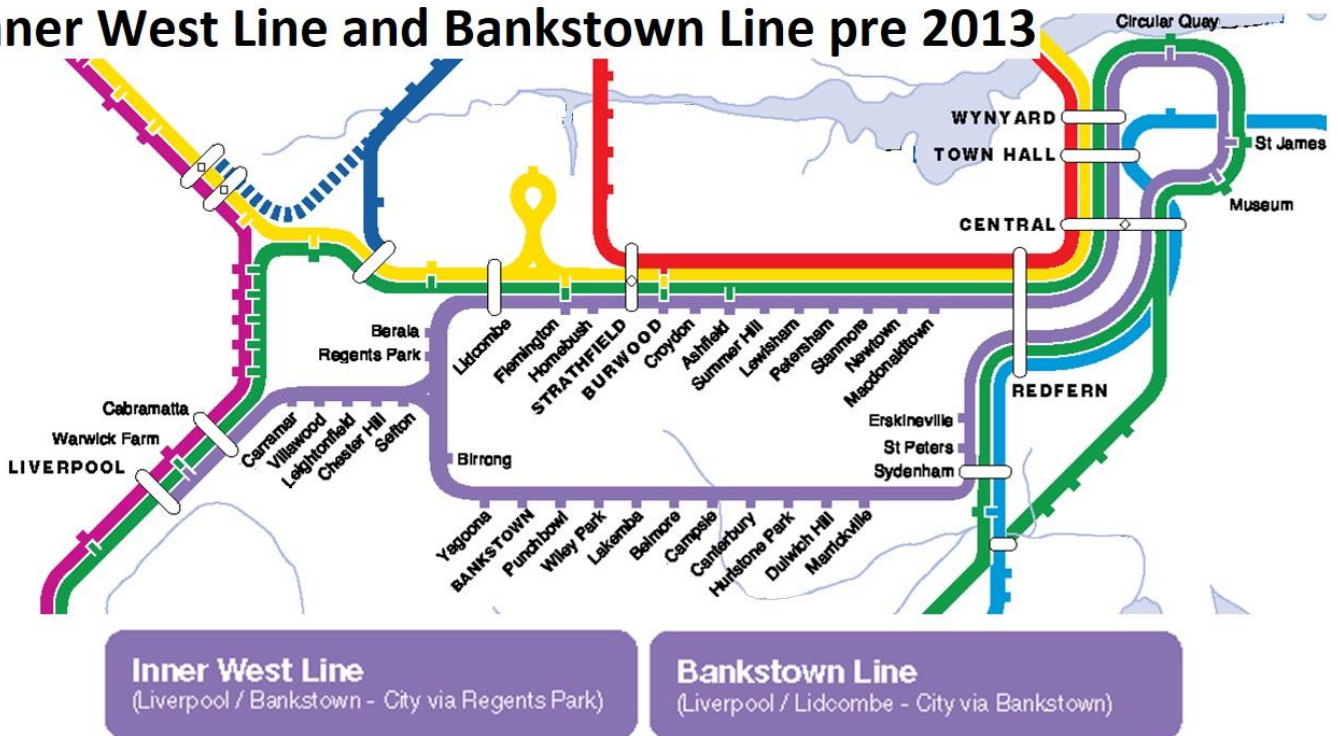 nner West Line and Bankstown Line pre 2013
Circular Quay
WYNYARD
TOWN HALL
St James
Museum
CENTRAL
Berala
Regents Park
Lidcombe
Flemington
Homebush
STRATHFIELD
BURWOOD
Croydon
Ashfield
Summer Hill
Lewisham
Petersham
Stanmore
Newtown
Macdonaldtown
REDFERN
Cabramatta
Warwick Farm
LIVERPOOL
Carramar
Villawood
Leightonfield
Chester Hill
Sefton
Birrong
Erskineville
St Peters
Sydenham
Yagoona
BANKSTOWN
Punchbowl
Wiley Park
Lakemba
Belmore
Campsie
Canterbury
Hurlstone Park
Dulwich Hill
Marrickville
Inner West Line
(Liverpool / Bankstown - City via Regents Park)
Bankstown Line
(Liverpool / Lidcombe - City via Bankstown)